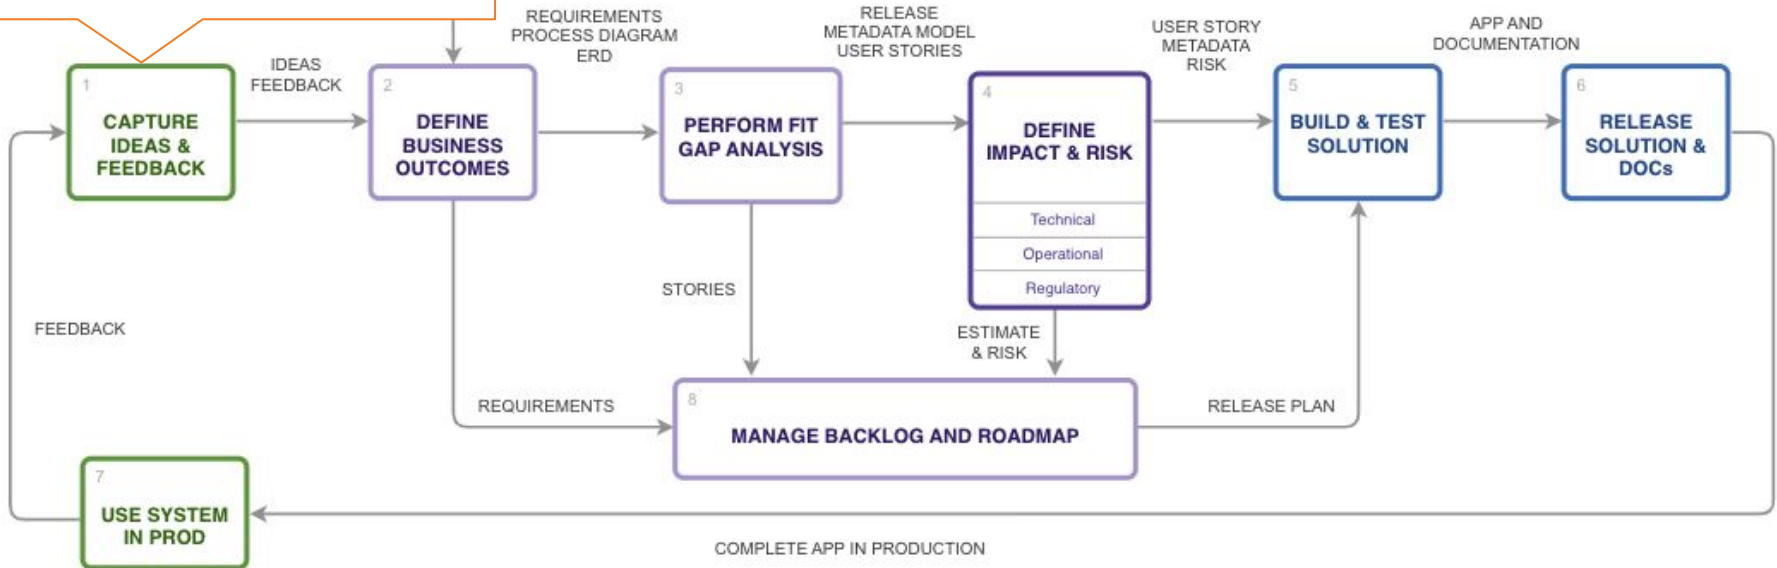 REQUIREMENTS
PROCESS DIAGRAM
ERD
RELEASE
METADATA MODEL
USER STORIES
USER STORY
METADATA
RISK
APP AND
DOCUMENTATION
IDEAS
FEEDBACK
1
CAPTURE
IDEAS &
FEEDBACK
2
DEFINE
BUSINESS
OUTCOMES
3
PERFORM FIT
GAP ANALYSIS
4
DEFINE
IMPACT & RISK
Technical
Operational
Regulatory
5
BUILD & TEST
SOLUTION
6
RELEASE
SOLUTION &
DOCs
STORIES
FEEDBACK
ESTIMATE
& RISK
REQUIREMENTS
8
MANAGE BACKLOG AND ROADMAP
RELEASE PLAN
7
USE SYSTEM
IN PROD
COMPLETE APP IN PRODUCTION